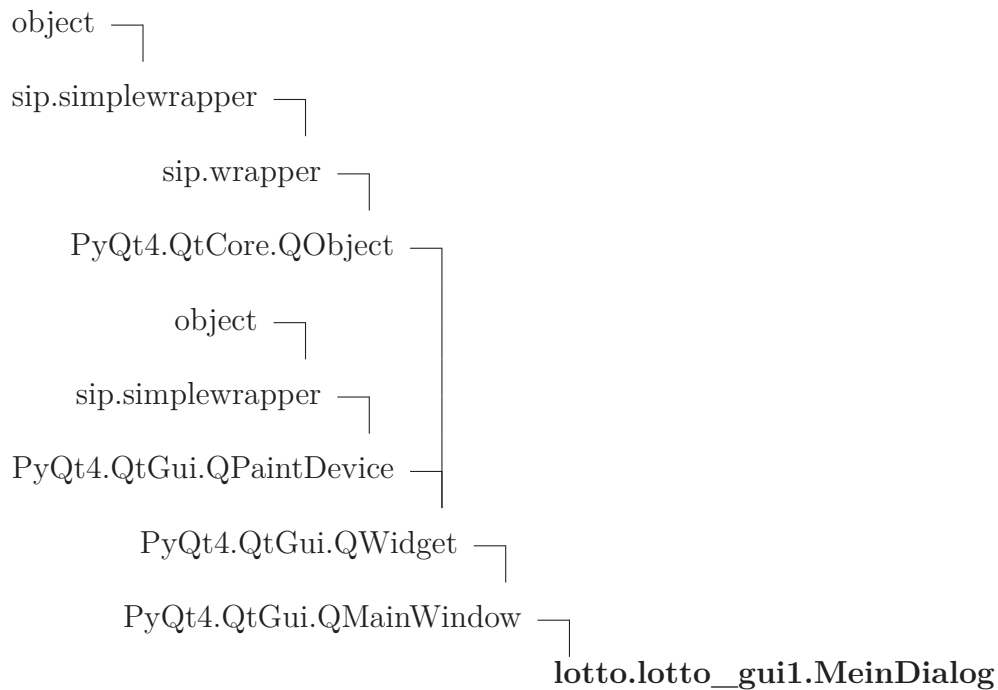 object
sip.simplewrapper
sip.wrapper
PyQt4.QtCore.QObject
object
sip.simplewrapper
PyQt4.QtGui.QPaintDevice
PyQt4.QtGui.QWidget
PyQt4.QtGui.QMainWindow
lotto.lotto_gui1.MeinDialog